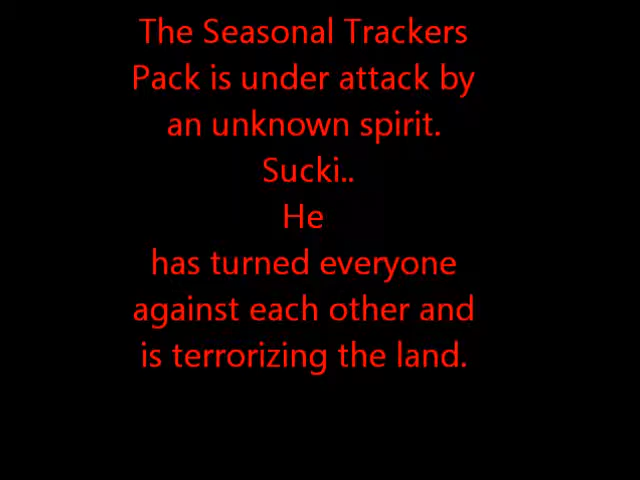 The Seasonal Trackers
Pack is under attack by
an unknown spirit.
Sucki..
He
has turned everyone
against each other and
is terrorizing the land.